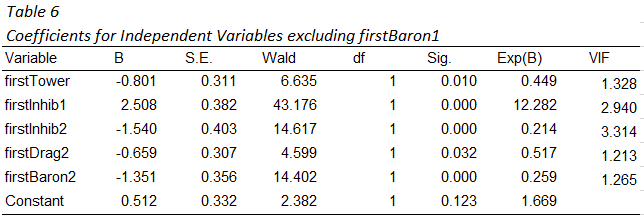 Table 6
Coefficients for Independent Variables excluding firstBaron1
Variable B S.E. Wald df Sig. Exp(B) VIF
firstTower -0.801 0.311 6.635 1 0.010 0.449 1.328
firstInhib1 2.508 0.382 43.176 1 0.000 12.282 2.940
firstInhib2 -1.540 0.403 14.617 1 0.000 0.214 3.314
firstDrag2 -0.659 0.307 4.599 1 0.032 0.517 1.213
firstBaron2 -1.351 0.356 14.402 1 0.000 0.259 1.265
Constant 0.512 0.332 2.382 1 0.123 1.669